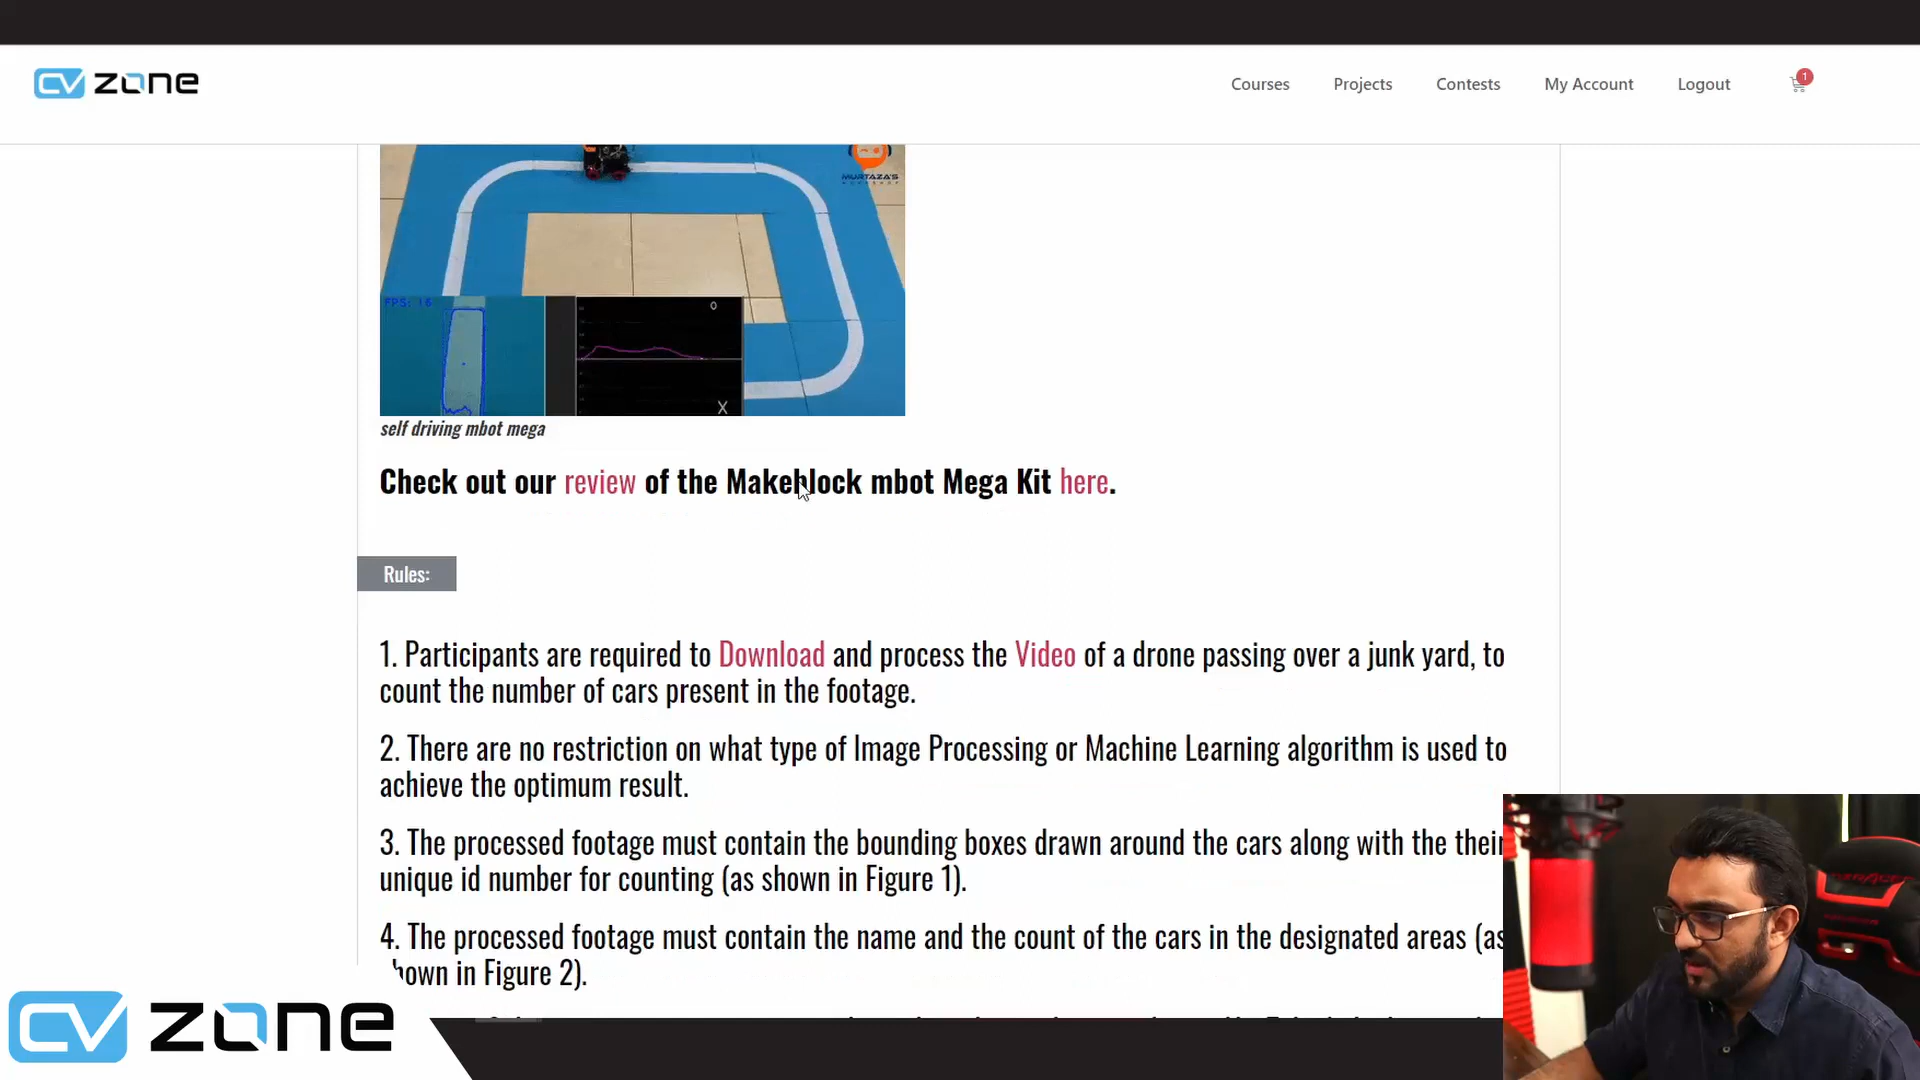 CV zone
Courses Projects Contests My Account Logout 1
MURTAZA'S
FPS: 16
0
X
self driving mbot mega
Check out our review of the Makeblock mbot Mega Kit here.
Rules:
1. Participants are required to Download and process the Video of a drone passing over a junk yard, to
count the number of cars present in the footage.
2. There are no restriction on what type of Image Processing or Machine Learning algorithm is used to
achieve the optimum result.
3. The processed footage must contain the bounding boxes drawn around the cars along with the their
unique id number for counting (as shown in Figure 1).
4. The processed footage must contain the name and the count of the cars in the designated areas (as
hown in Figure 2).
CV zone